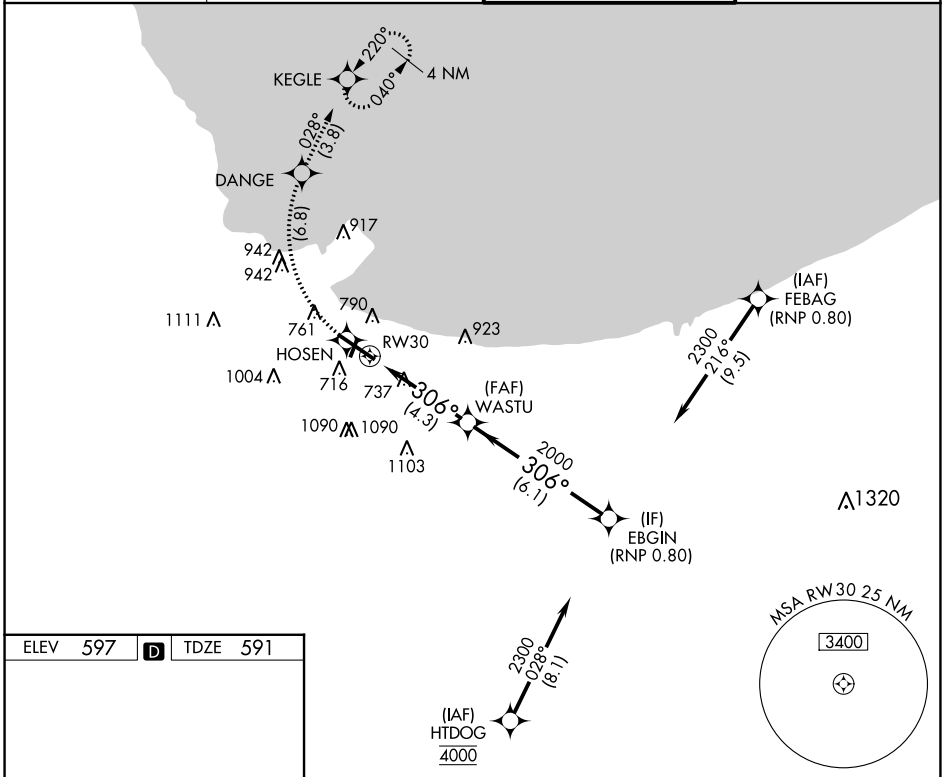 220°
KEGLE
4 NM
040°
028°
(3.8)
DANGE
(6.8)
917
942
942
(IAF)
FEBAG
(RNP 0.80)
1111
761
790
923
HOSEN
RW30
2300
216°
(9.5)
1004
716
737
306°
(4.3)
(FAF)
WASTU
1090
1090
1103
2000
306°
(6.1)
1320
(IF)
EBGIN
(RNP 0.80)
MSA RW30 25 NM
3400
ELEV 597 D TDZE 591
2300
028°
(8.1)
(IAF)
HTDOG
4000